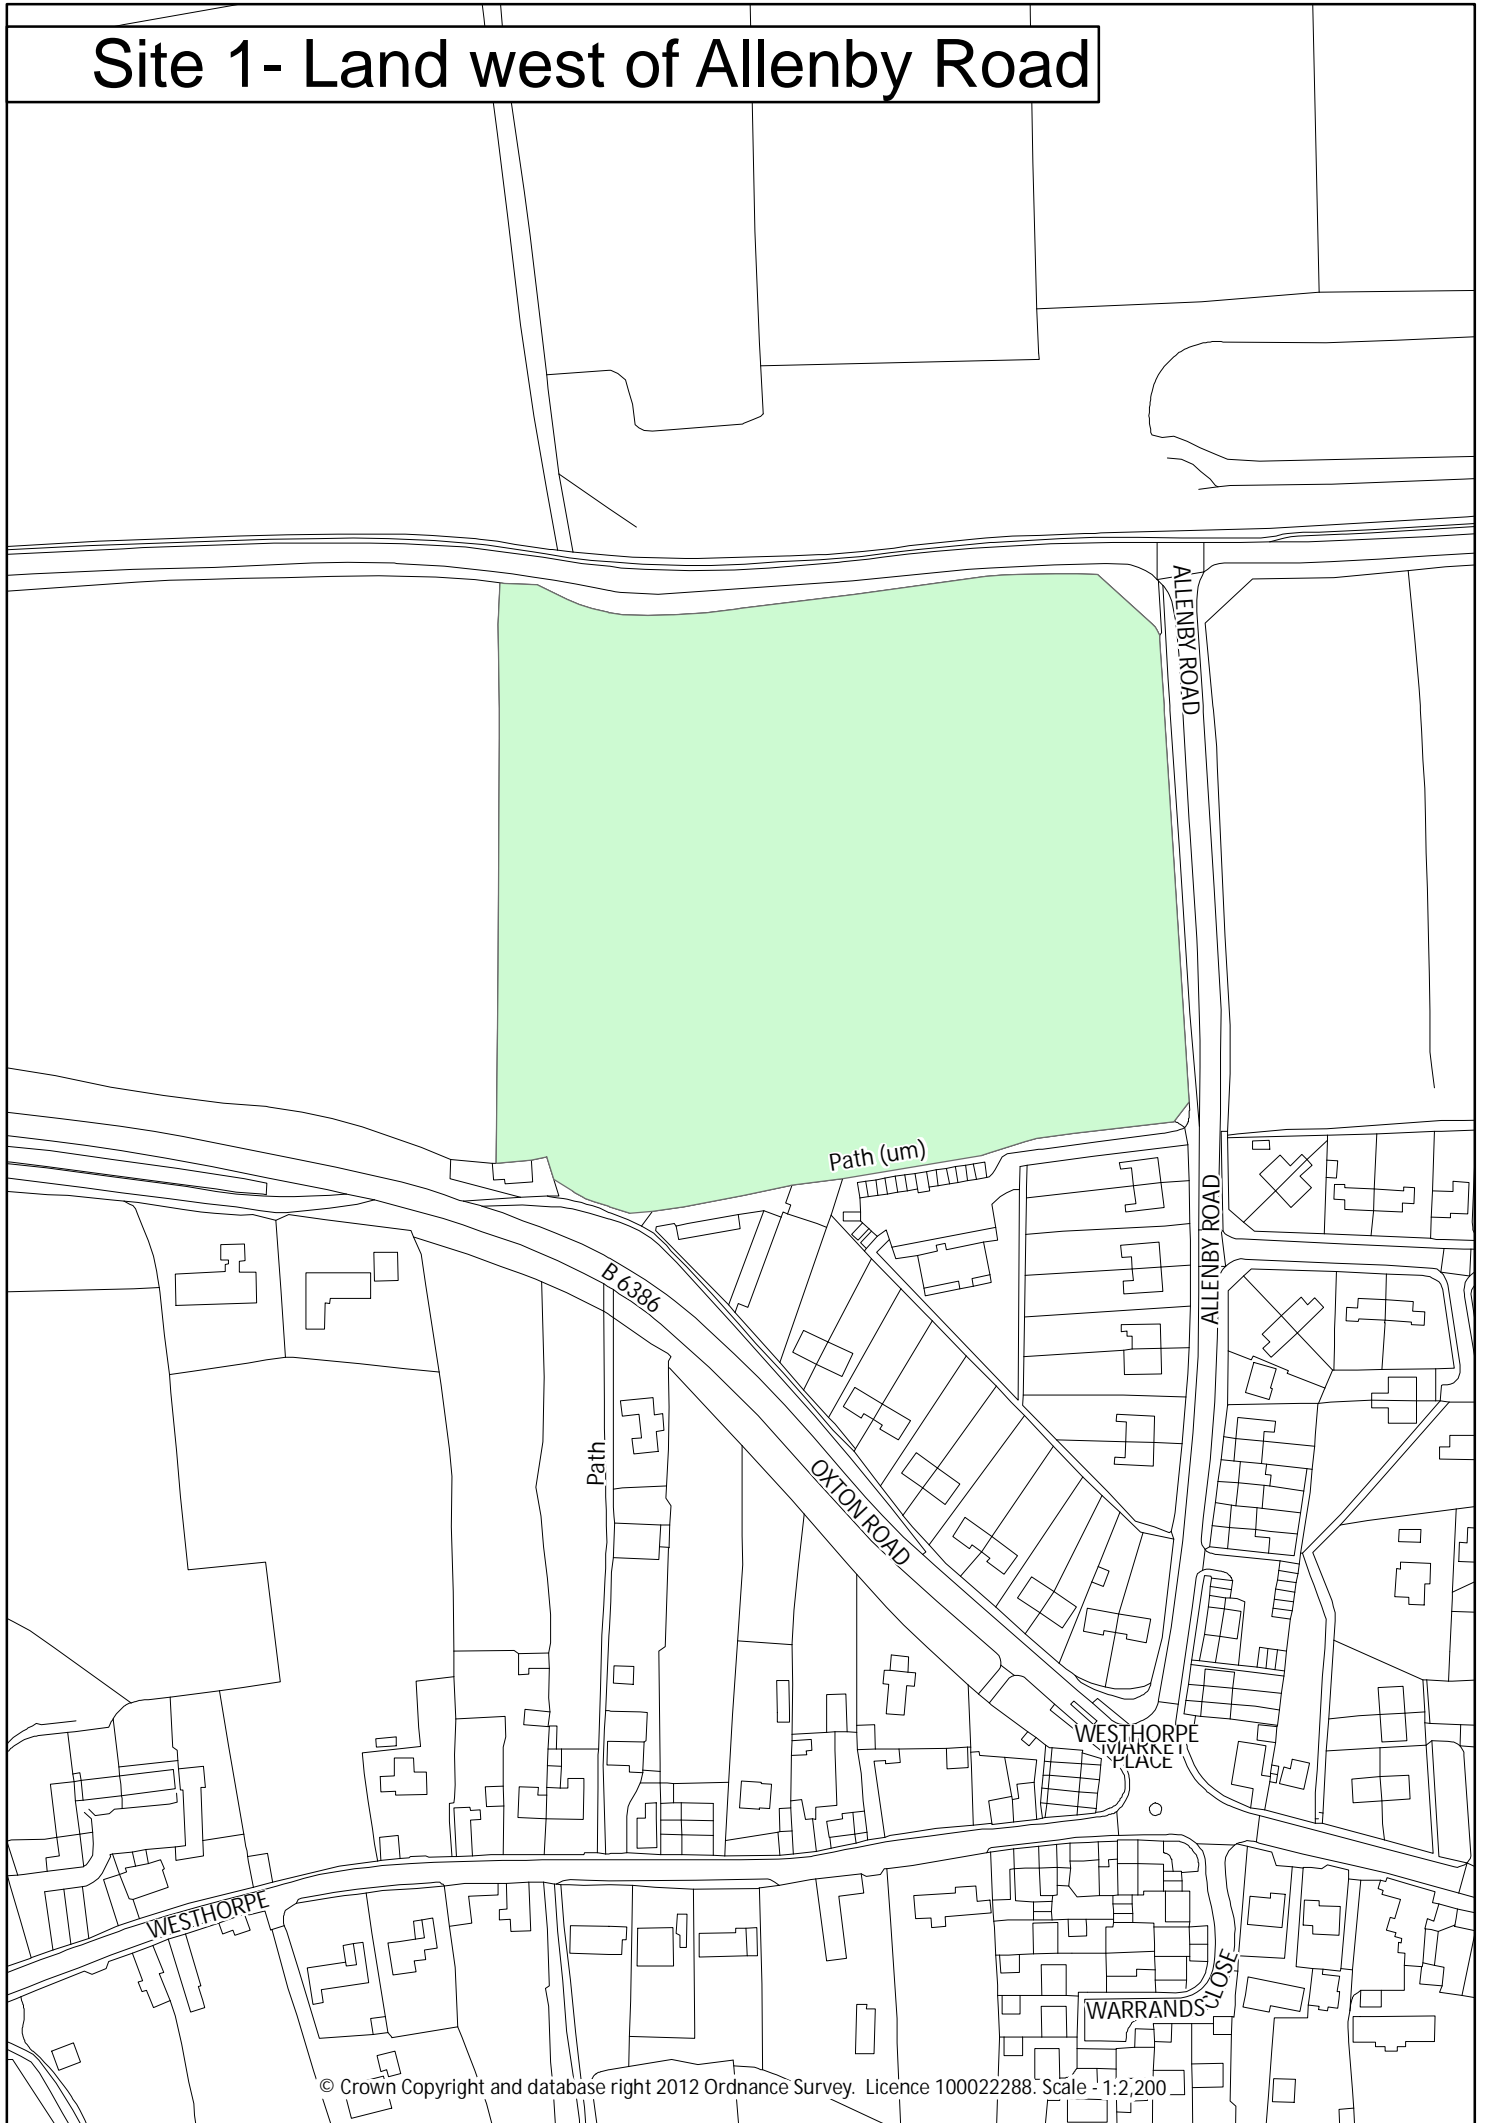 Site 1- Land west of Allenby Road
ALLENBY ROAD
Path (um)
ALLENBY ROAD
B 6386
Path
OXTON ROAD
WESTHORPE
MARKET
PLACE
WESTHORPE
WARRANDS CLOSE
© Crown Copyright and database right 2012 Ordnance Survey. Licence 100022288. Scale - 1:2,200